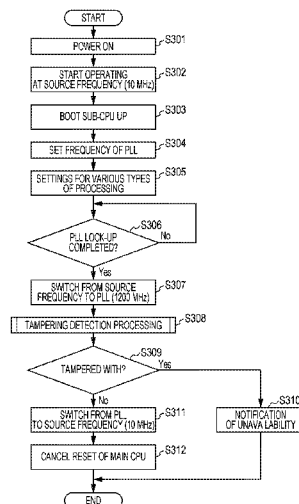 START
S301
POWER ON
S302
START OPERATING
AT SOURCE FREQUENCY (10 MHz)
S303
BOOT SUB-CPU UP
S304
SET FREQUENCY OF PLL
S305
SETTINGS FOR VARIOUS TYPES
OF PROCESSING
S306
PLL LOCK-UP
COMPLETED?
No
Yes
S307
SWITCH FROM SOURCE
FREQUENCY TO PLL (1200 MHz)
S308
TAMPERING DETECTION PROCESSING
S309
TAMPERED WITH?
Yes
No
S310
NOTIFICATION
OF UNAVA LABILITY
S311
SWITCH FROM PLL
TO SOURCE FREQUENCY (10 MHz)
S312
CANCEL RESET OF MAIN CPU
END